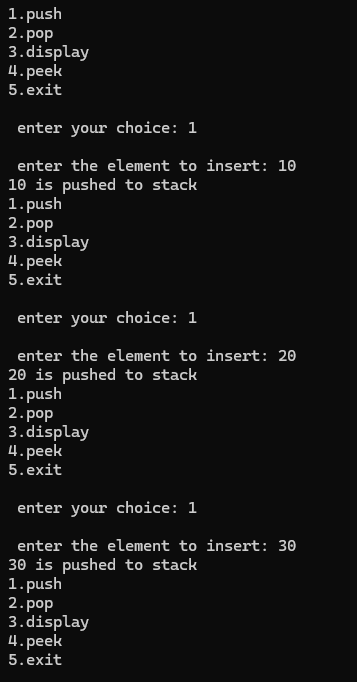 1.push
2.pop
3.display
4.peek
5.exit
enter your choice: 1
enter the element to insert: 10
10 is pushed to stack
1.push
2.pop
3.display
4.peek
5.exit
enter your choice: 1
enter the element to insert: 20
20 is pushed to stack
1.push
2.pop
3.display
4.peek
5.exit
enter your choice: 1
enter the element to insert: 30
30 is pushed to stack
1.push
2.pop
3.display
4.peek
5.exit